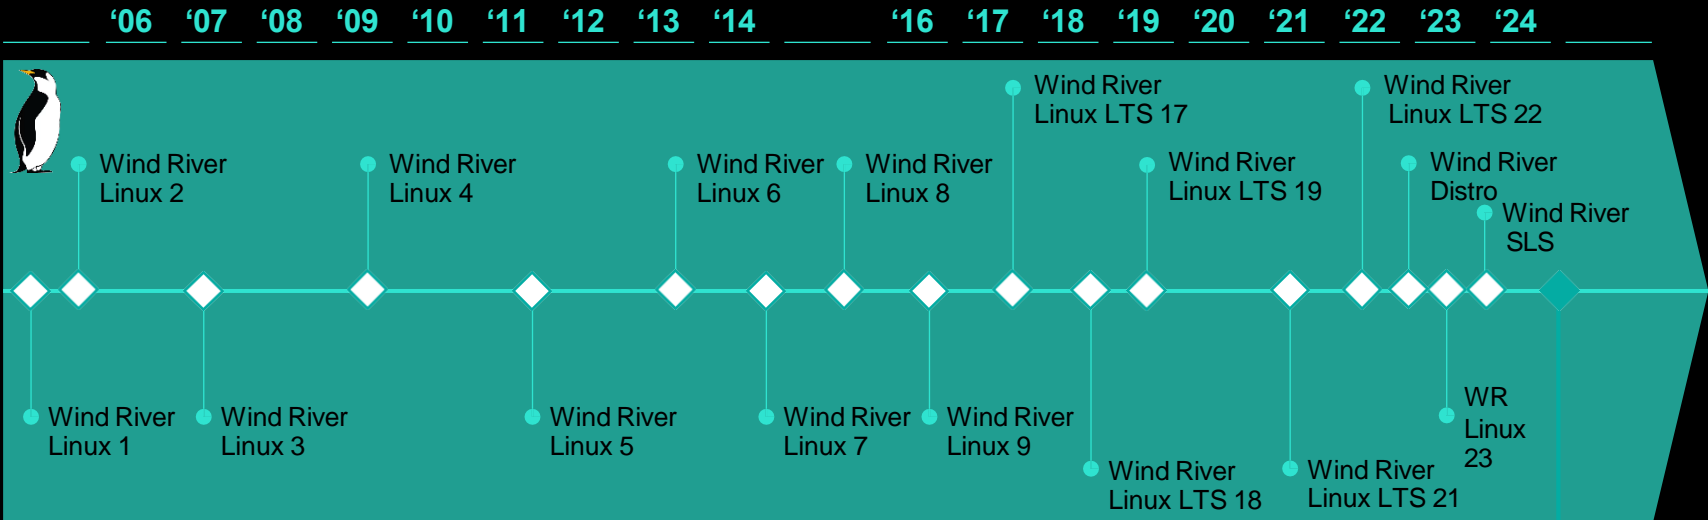 ‘06 ‘07 ‘08 ‘09 ‘10 ‘11 ‘12 ‘13 ‘14 ‘16 ‘17 ‘18 ‘19 ‘20 ‘21 ‘22 ‘23 ‘24
Wind River
Linux LTS 17
Wind River
Linux LTS 22
Wind River
Linux 2
Wind River
Linux 4
Wind River
Linux 6
Wind River
Linux 8
Wind River
Linux LTS 19
Wind River
Distro
Wind River
SLS
Wind River
Linux 1
Wind River
Linux 3
Wind River
Linux 5
Wind River
Linux 7
Wind River
Linux 9
WR
Linux
23
Wind River
Linux LTS 18
Wind River
Linux LTS 21